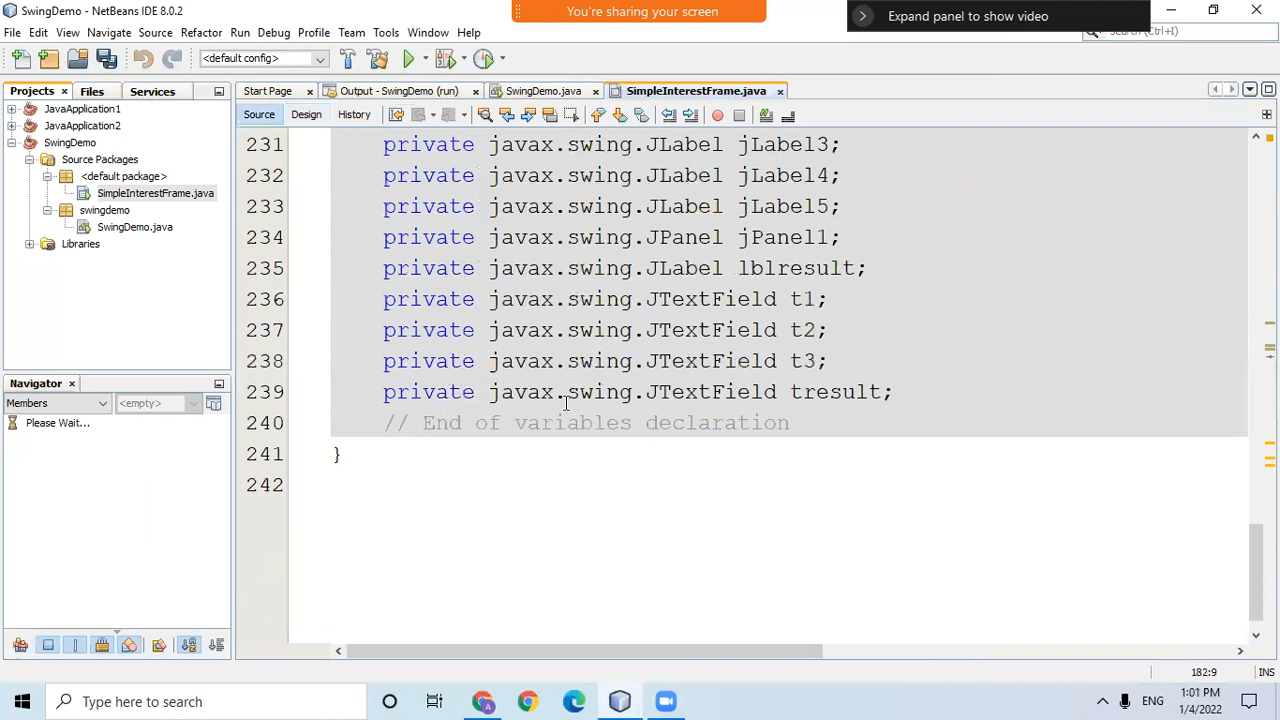 SwingDemo - NetBeans IDE 8.0.2
You're sharing your screen
Expand panel to show video
File Edit View Navigate Source Refactor Run Debug Profile Team Tools Window Help
Search (Ctrl+I)
<default config>
Projects Files Services
Start Page Output - SwingDemo (run) SwingDemo.java SimpleInterestFrame.java
JavaApplication1
JavaApplication2
SwingDemo
Source Packages
<default package>
SimpleInterestFrame.java
swingdemo
SwingDemo.java
Libraries
Source Design History
231 private javax.swing.JLabel jLabel3;
232 private javax.swing.JLabel jLabel4;
233 private javax.swing.JLabel jLabel5;
234 private javax.swing.JPanel jPanel1;
235 private javax.swing.JLabel lblresult;
236 private javax.swing.JTextField t1;
237 private javax.swing.JTextField t2;
238 private javax.swing.JTextField t3;
239 private javax.swing.JTextField tresult;
240 // End of variables declaration
241 }
242
Navigator
Members <empty>
Please Wait...
182:9 INS
Type here to search
ENG
1:01 PM
1/4/2022